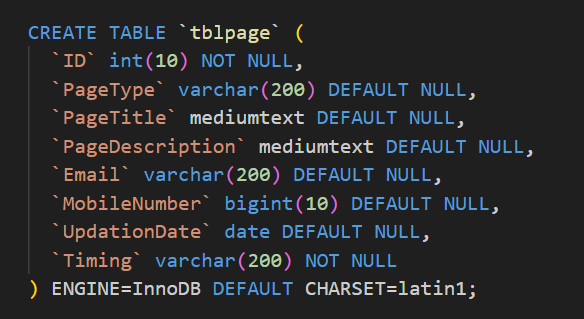 CREATE TABLE `tblpage` (
  `ID` int(10) NOT NULL,
  `PageType` varchar(200) DEFAULT NULL,
  `PageTitle` mediumtext DEFAULT NULL,
  `PageDescription` mediumtext DEFAULT NULL,
  `Email` varchar(200) DEFAULT NULL,
  `MobileNumber` bigint(10) DEFAULT NULL,
  `UpdationDate` date DEFAULT NULL,
  `Timing` varchar(200) NOT NULL
) ENGINE=InnoDB DEFAULT CHARSET=latin1;